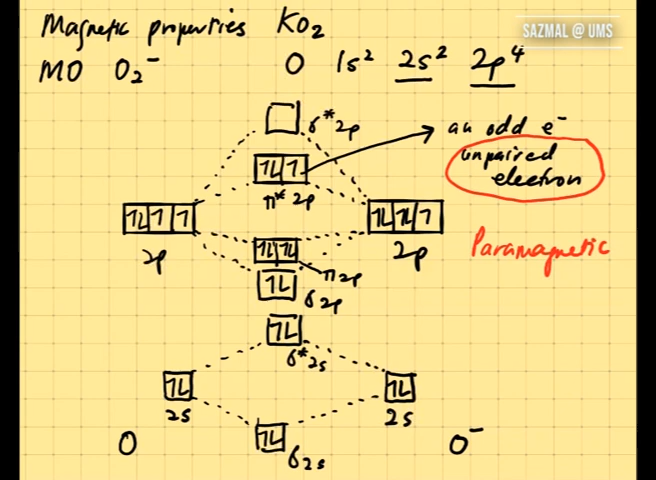 Magnetic properties KO₂
SAZMAL @ UMS
MO O₂⁻ O 1s² 2s² 2p⁴
σ*2p
an odd e⁻
unpaired
electron
π*2p
2p
2p
Paramagnetic
π2p
σ2p
σ*2s
2s
2s
O
σ2s
O⁻